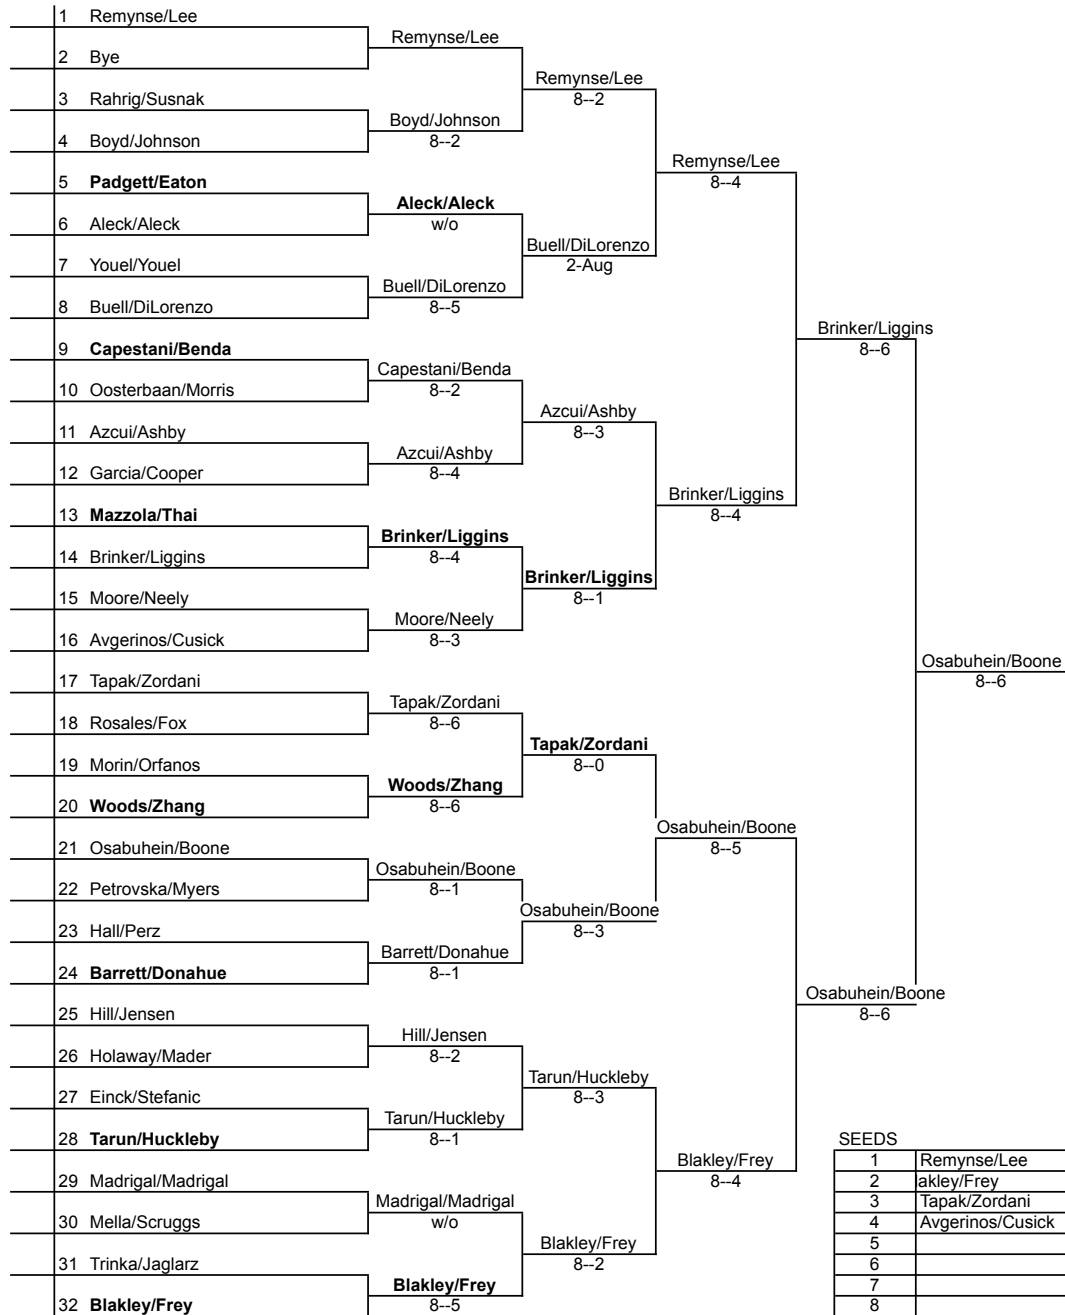 1 Remynse/Lee
Remynse/Lee
2 Bye
Remynse/Lee
3 Rahrig/Susnak
8--2
Boyd/Johnson
4 Boyd/Johnson
8--2
Remynse/Lee
5 Padgett/Eaton
8--4
Aleck/Aleck
6 Aleck/Aleck
w/o
Buell/DiLorenzo
7 Youel/Youel
2-Aug
Buell/DiLorenzo
8 Buell/DiLorenzo
8--5
Brinker/Liggins
9 Capestani/Benda
8--6
Capestani/Benda
10 Oosterbaan/Morris
8--2
Azcui/Ashby
11 Azcui/Ashby
8--3
Azcui/Ashby
12 Garcia/Cooper
8--4
Brinker/Liggins
13 Mazzola/Thai
8--4
Brinker/Liggins
14 Brinker/Liggins
8--4
Brinker/Liggins
15 Moore/Neely
8--1
Moore/Neely
16 Avgerinos/Cusick
8--3
Osabuhein/Boone
17 Tapak/Zordani
8--6
Tapak/Zordani
18 Rosales/Fox
8--6
Tapak/Zordani
19 Morin/Orfanos
8--0
Woods/Zhang
20 Woods/Zhang
8--6
Osabuhein/Boone
21 Osabuhein/Boone
8--5
Osabuhein/Boone
22 Petrovska/Myers
8--1
Osabuhein/Boone
23 Hall/Perz
8--3
Barrett/Donahue
24 Barrett/Donahue
8--1
Osabuhein/Boone
25 Hill/Jensen
8--6
Hill/Jensen
26 Holaway/Mader
8--2
Tarun/Huckleby
27 Einck/Stefanic
8--3
Tarun/Huckleby
28 Tarun/Huckleby
8--1
SEEDS
Blakley/Frey
1 Remynse/Lee
29 Madrigal/Madrigal
8--4
2 akley/Frey
Madrigal/Madrigal
3 Tapak/Zordani
30 Mella/Scruggs
w/o
4 Avgerinos/Cusick
Blakley/Frey
5
31 Trinka/Jaglarz
8--2
6
Blakley/Frey
7
32 Blakley/Frey
8--5
8